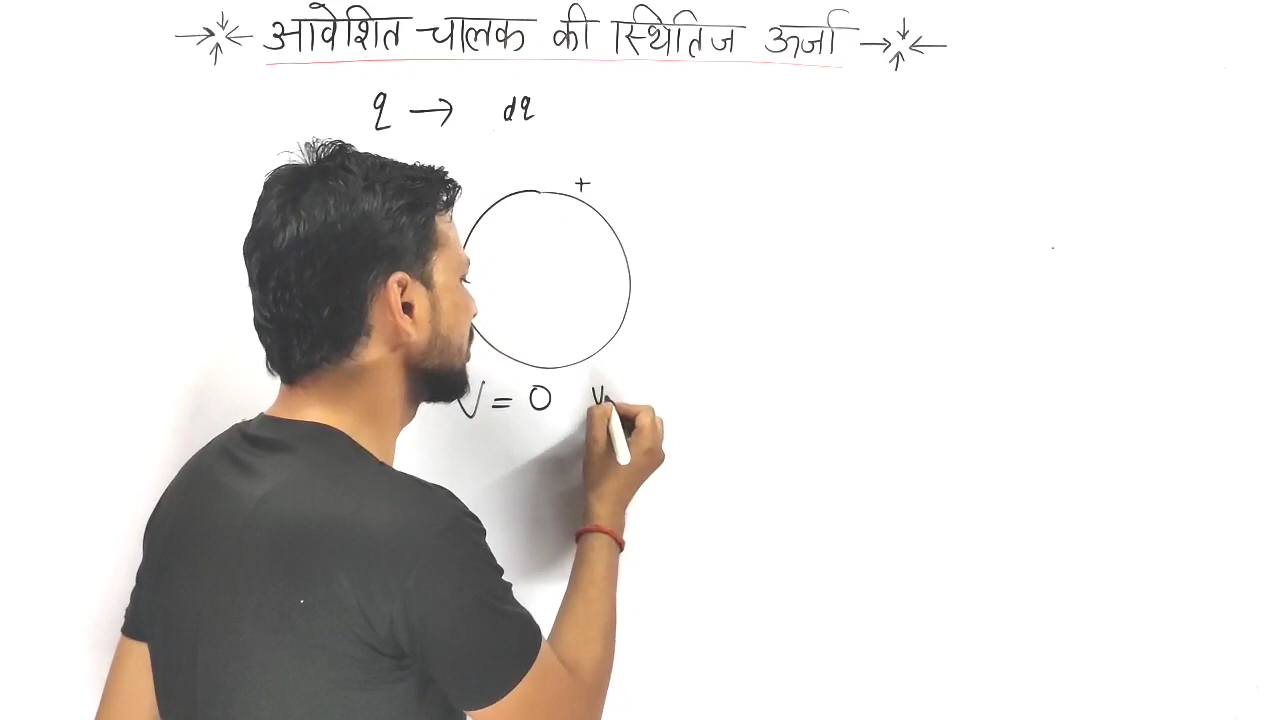 आवेशित चालक की स्थितिज ऊर्जा
q → dq
+
V = 0 V